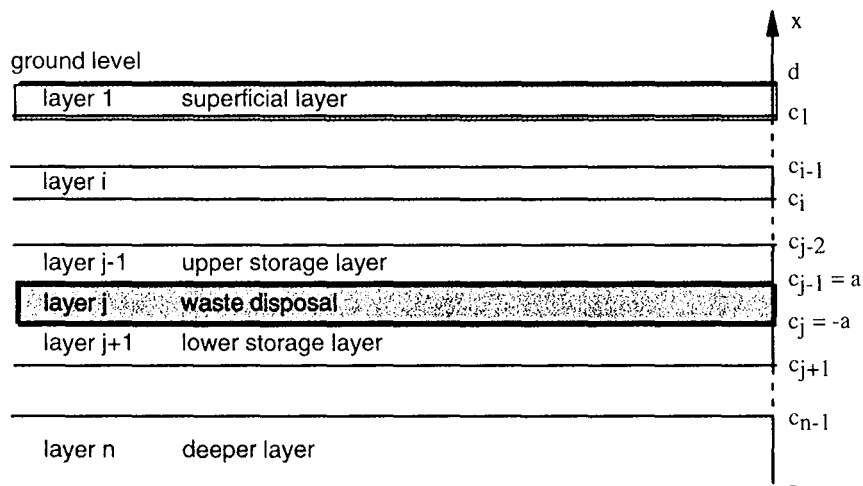 x
ground level
d
layer 1 superficial layer
c1
ci-1
layer i
ci
cj-2
layer j-1 upper storage layer
cj-1 = a
layer j waste disposal
cj = -a
layer j+1 lower storage layer
cj+1
cn-1
layer n deeper layer